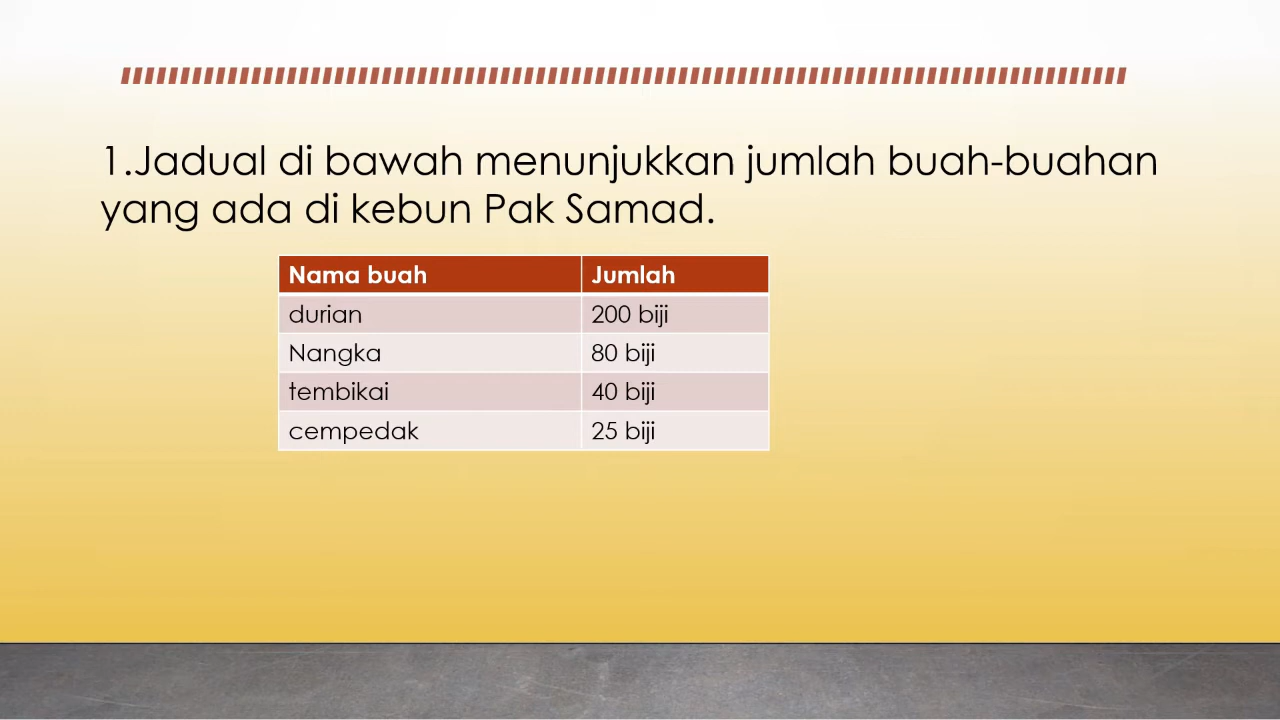 1.Jadual di bawah menunjukkan jumlah buah-buahan
yang ada di kebun Pak Samad.
Nama buah Jumlah
durian 200 biji
Nangka 80 biji
tembikai 40 biji
cempedak 25 biji